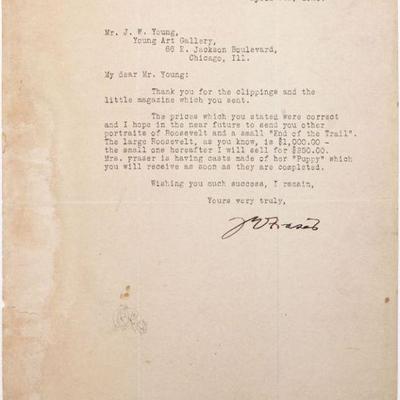 Mr. J. W. Young,
Young Art Gallery,
66 E. Jackson Boulevard,
Chicago, Ill.
My dear Mr. Young:
Thank you for the clippings and the
little magazine which you sent.
The prices which you stated were correct
and I hope in the near future to send you other
portraits of Roosevelt and a small "End of the Trail".
The large Roosevelt, as you know, is $1,000.00 -
the small one hereafter I will sell for $250.00.
Mrs. Fraser is having casts made of her "Puppy" which
you will receive as soon as they are completed.
Wishing you much success, I remain,
Yours very truly,
J E Fraser